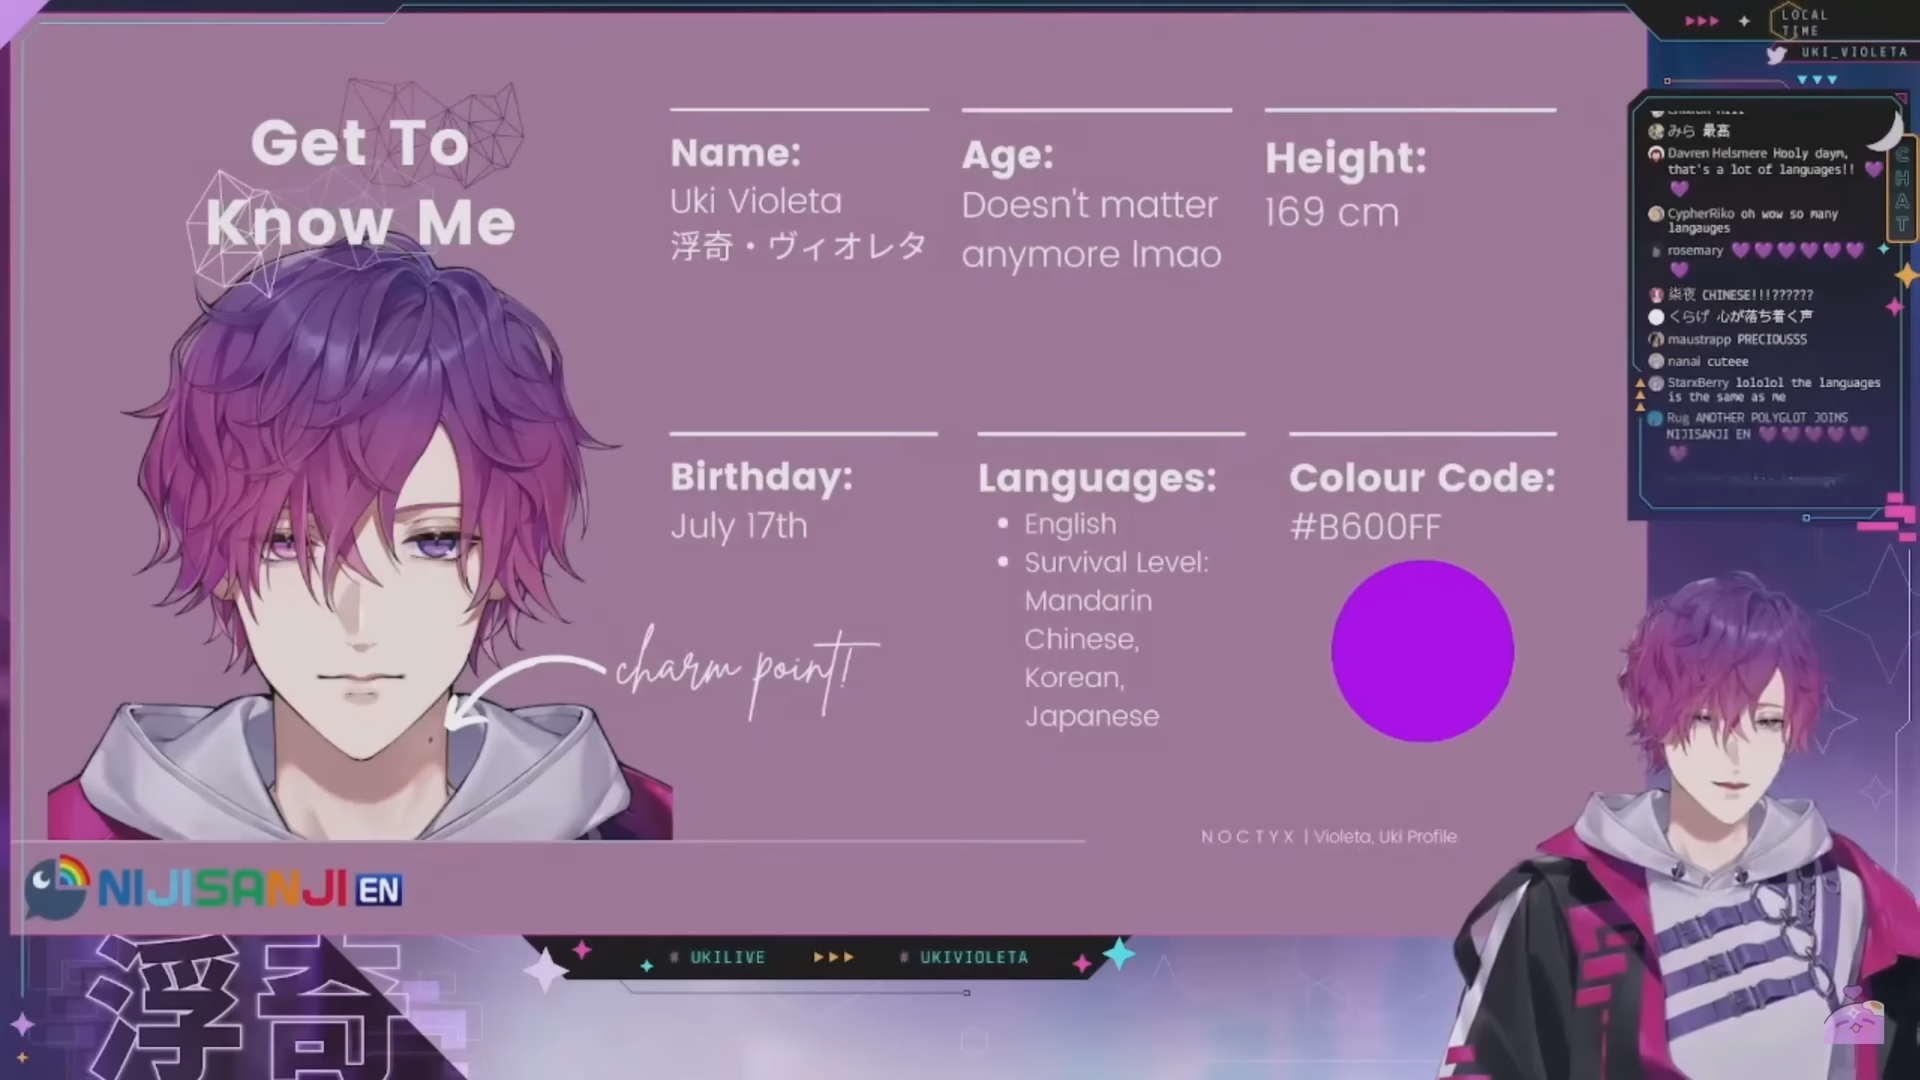 Get To
Know Me
Name:
Uki Violeta
浮奇・ヴィオレタ
Age:
Doesn't matter
anymore lmao
Height:
169 cm
Birthday:
July 17th
Languages:
• English
• Survival Level:
Mandarin
Chinese,
Korean,
Japanese
Colour Code:
#B600FF
charm point!
NOCTYX | Violeta, Uki Profile
NIJISANJI EN
浮奇
# UKILIVE
# UKIVIOLETA
LOCAL
TIME
UKI_VIOLETA
CHAT
みら 最高
Davren Helsmere Hooly daym,
that's a lot of languages!! 💜
💜
CypherRiko oh wow so many
langauges
rosemary 💜💜💜💜💜💜
💜
柒夜 CHINESE!!!??????
くらげ 心が落ち着く声
maustrapp PRECIOUSSS
nanai cuteee
StarxBerry lololol the languages
is the same as me
Rug ANOTHER POLYGLOT JOINS
NIJISANJI EN 💜💜💜💜💜
💜